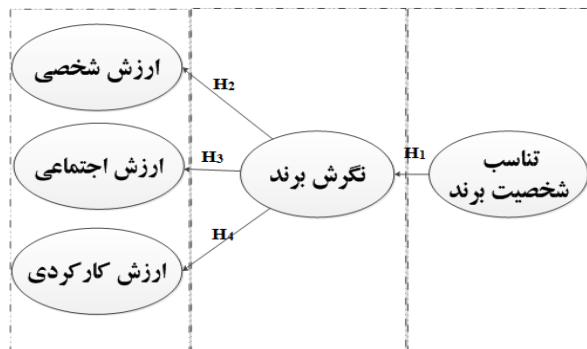 تناسب
شخصیت برند
H1
نگرش برند
H2
ارزش شخصی
H3
ارزش اجتماعی
H4
ارزش کارکردی